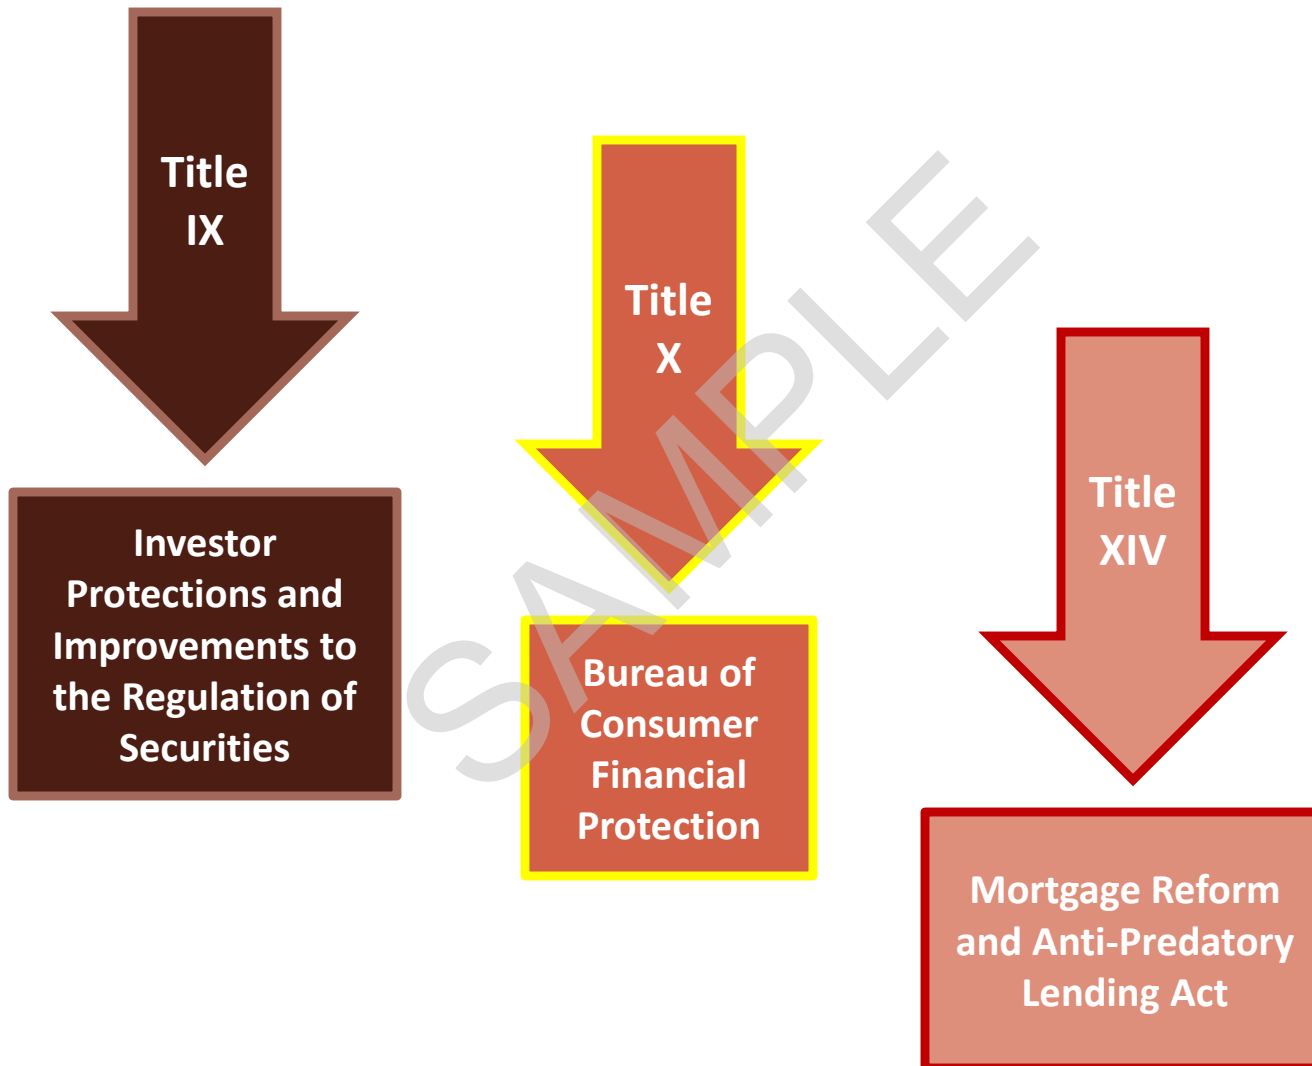 Title
IX
Investor
Protections and
Improvements to
the Regulation of
Securities
Title
X
Bureau of
Consumer
Financial
Protection
Title
XIV
Mortgage Reform
and Anti-Predatory
Lending Act
SAMPLE